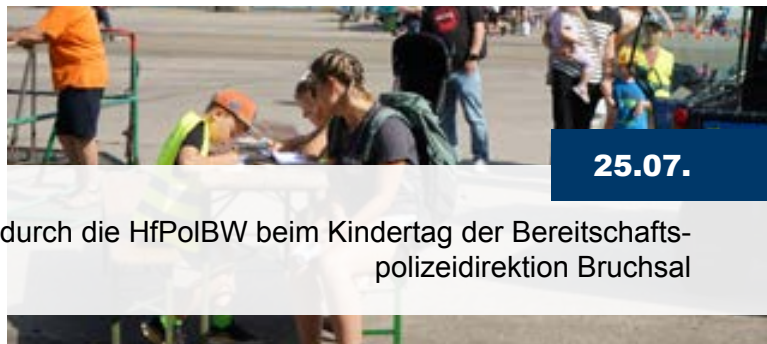 25.07.
durch die HfPolBW beim Kindertag der Bereitschafts-
polizeidirektion Bruchsal